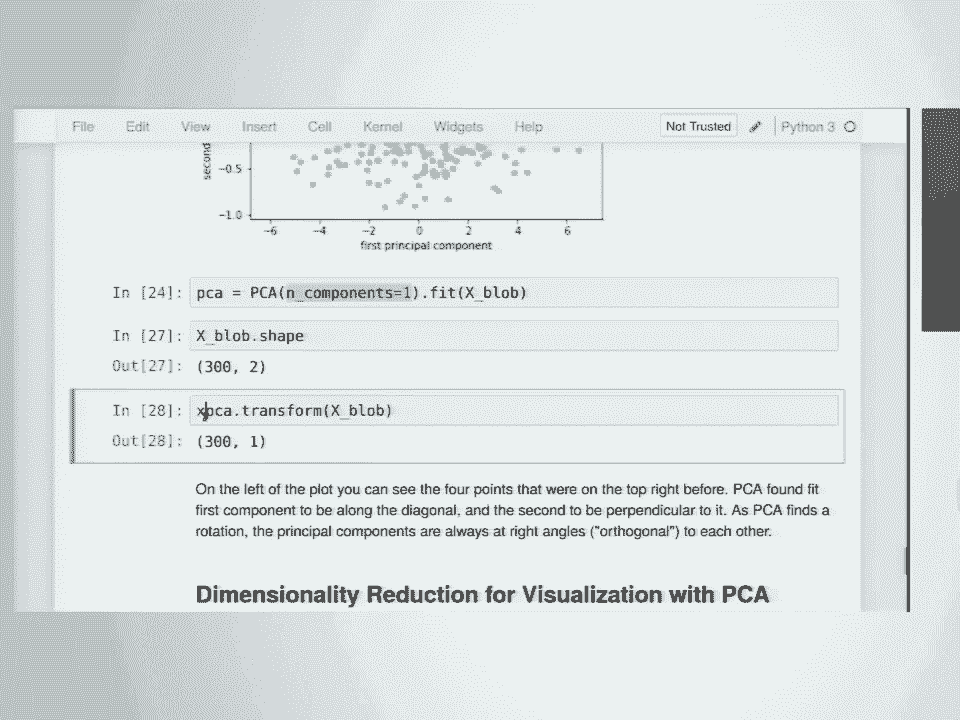 File Edit View Insert Cell Kernel Widgets Help Not Trusted Python 3
second
−0.5
−1.0
−6 −4 −2 0 2 4 6
first principal component
In [24]: pca = PCA(n_components=1).fit(X_blob)
In [27]: X_blob.shape
Out[27]: (300, 2)
In [28]: xpca.transform(X_blob)
Out[28]: (300, 1)
On the left of the plot you can see the four points that were on the top right before. PCA found fit
first component to be along the diagonal, and the second to be perpendicular to it. As PCA finds a
rotation, the principal components are always at right angles ("orthogonal") to each other.
Dimensionality Reduction for Visualization with PCA